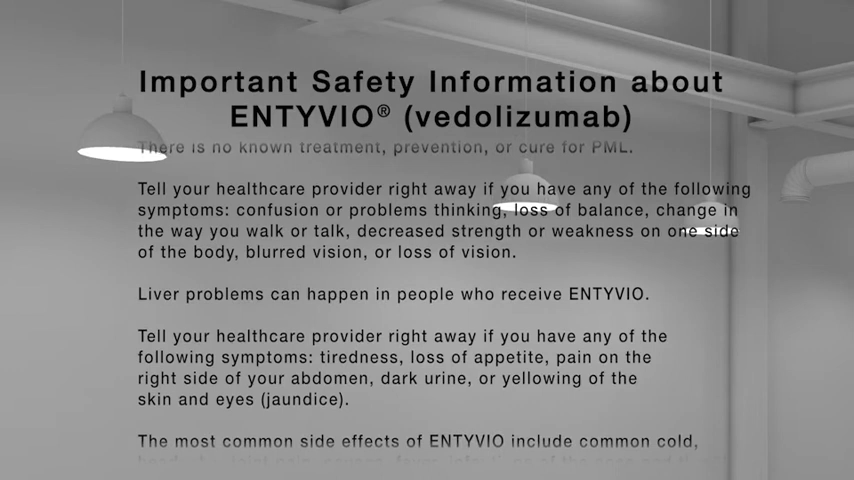 Important Safety Information about
ENTYVIO® (vedolizumab)
There is no known treatment, prevention, or cure for PML.
Tell your healthcare provider right away if you have any of the following
symptoms: confusion or problems thinking, loss of balance, change in
the way you walk or talk, decreased strength or weakness on one side
of the body, blurred vision, or loss of vision.
Liver problems can happen in people who receive ENTYVIO.
Tell your healthcare provider right away if you have any of the
following symptoms: tiredness, loss of appetite, pain on the
right side of your abdomen, dark urine, or yellowing of the
skin and eyes (jaundice).
The most common side effects of ENTYVIO include common cold,